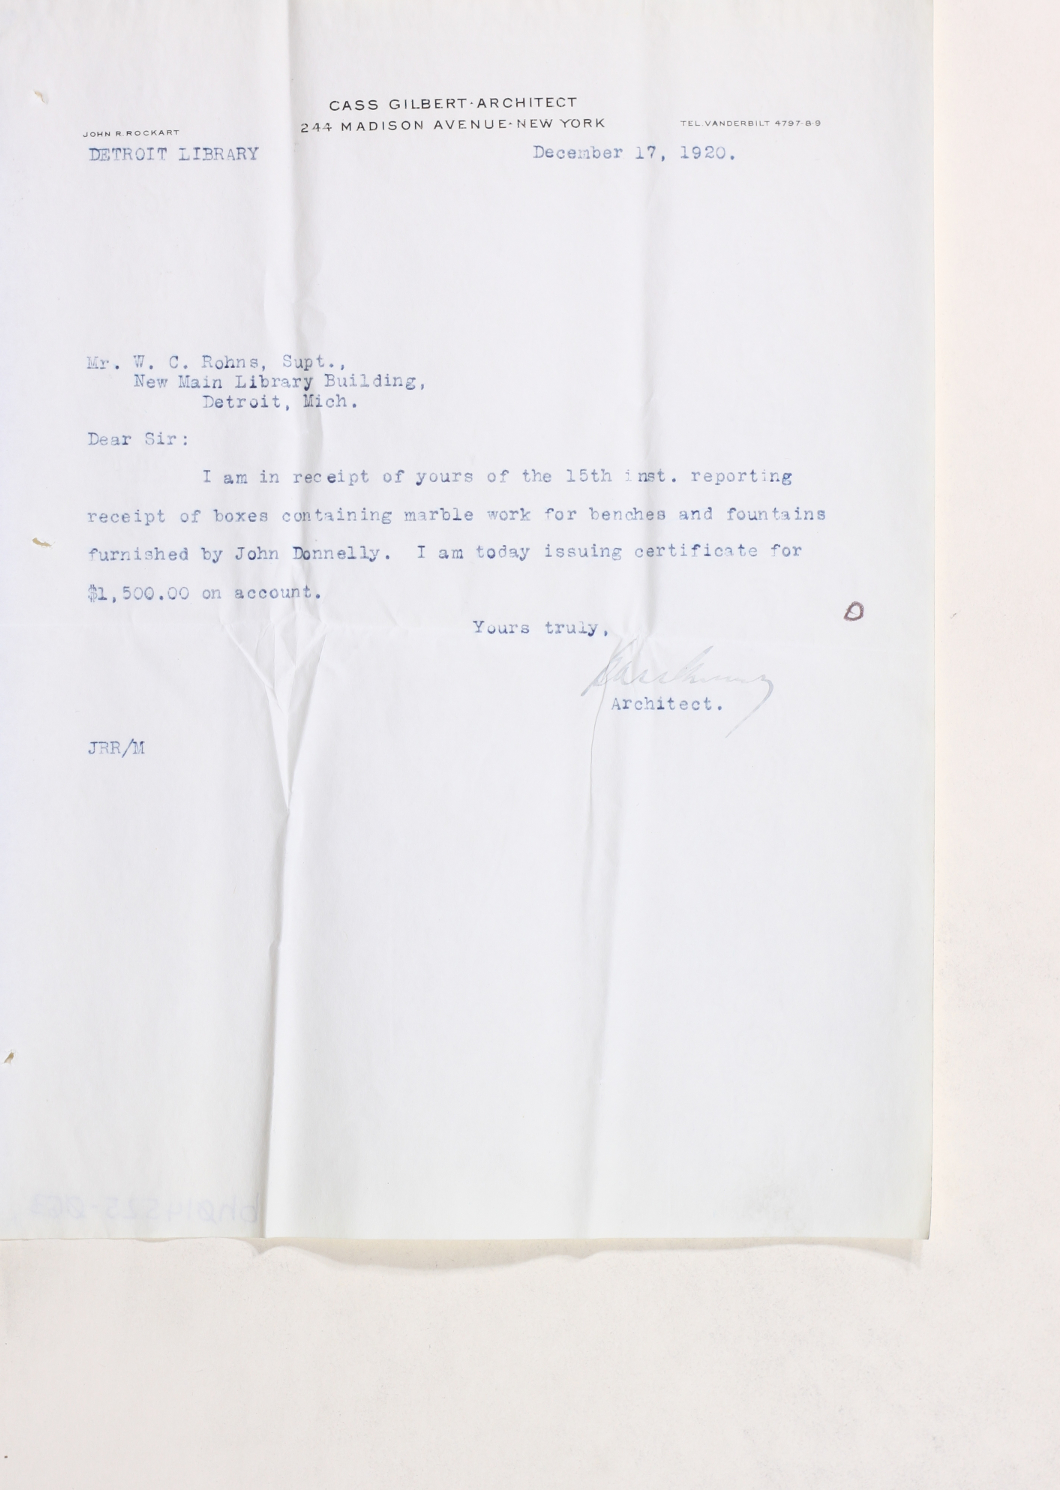 CASS GILBERT·ARCHITECT
244 MADISON AVENUE·NEW YORK
JOHN R. ROCKART
TEL. VANDERBILT 4797-8-9
DETROIT LIBRARY
December 17, 1920.
Mr. W. C. Rohns, Supt.,
New Main Library Building,
Detroit, Mich.
Dear Sir:
I am in receipt of yours of the 15th inst. reporting
receipt of boxes containing marble work for benches and fountains
furnished by John Donnelly. I am today issuing certificate for
$1,500.00 on account.
Yours truly,
Architect.
JRR/M